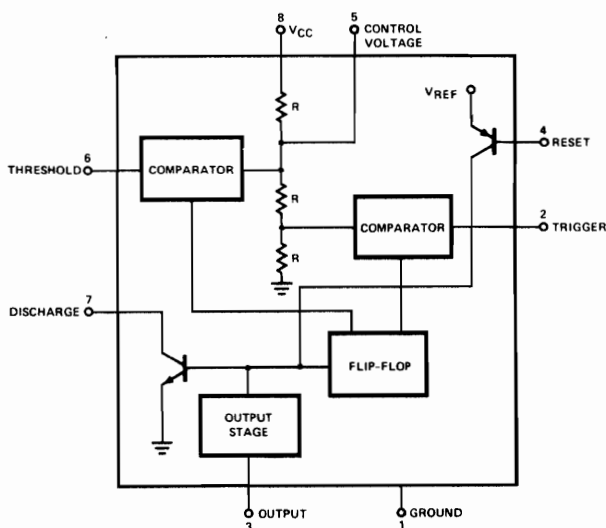 8
VCC
5
CONTROL
VOLTAGE
R
VREF
4
RESET
6
THRESHOLD
COMPARATOR
R
COMPARATOR
2
TRIGGER
R
7
DISCHARGE
FLIP-FLOP
OUTPUT
STAGE
OUTPUT
3
GROUND
1